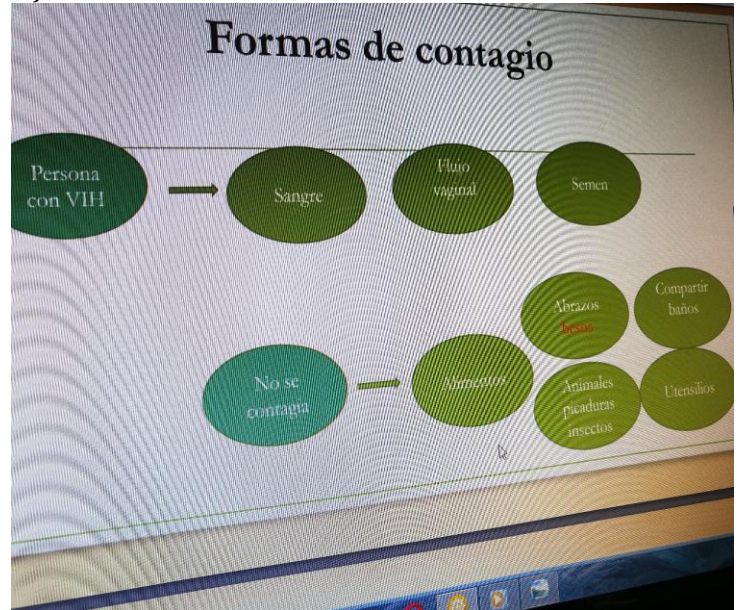 Formas de contagio
Persona
con VIH
Sangre
Flujo
vaginal
Semen
No se
contagia
Alimentos
Abrazos
besos
Compartir
baños
Animales
picaduras
insectos
Utensilios